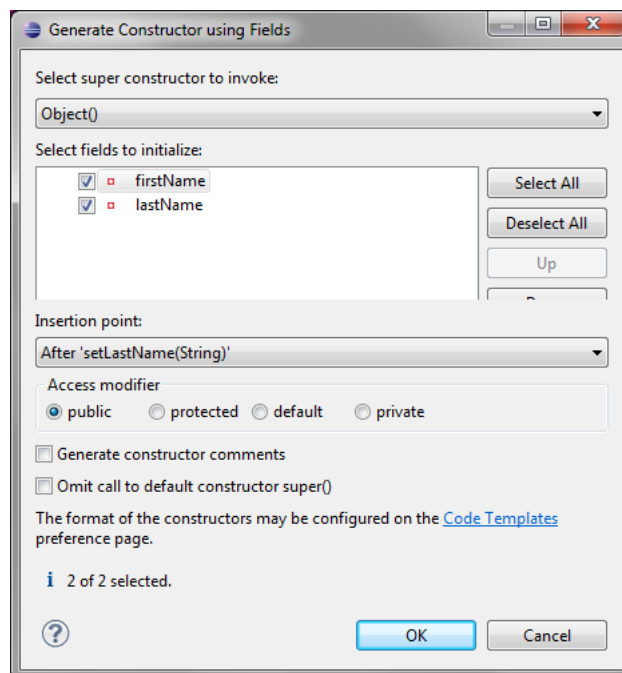 Generate Constructor using Fields
Select super constructor to invoke:
Object()
Select fields to initialize:
firstName
lastName
Select All
Deselect All
Up
Insertion point:
After 'setLastName(String)'
Access modifier
public protected default private
Generate constructor comments
Omit call to default constructor super()
The format of the constructors may be configured on the Code Templates
preference page.
2 of 2 selected.
OK Cancel